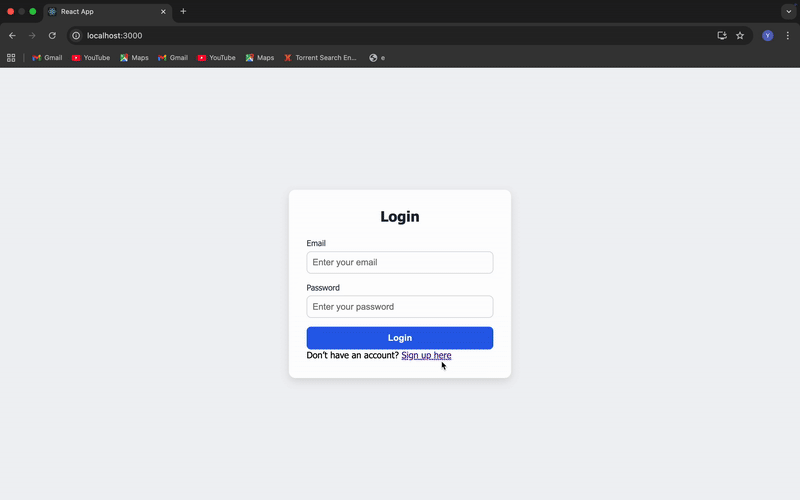 React App
localhost:3000
Y
Gmail YouTube Maps Gmail YouTube Maps Torrent Search En... e
Login
Email
Enter your email
Password
Enter your password
Login
Don't have an account? Sign up here